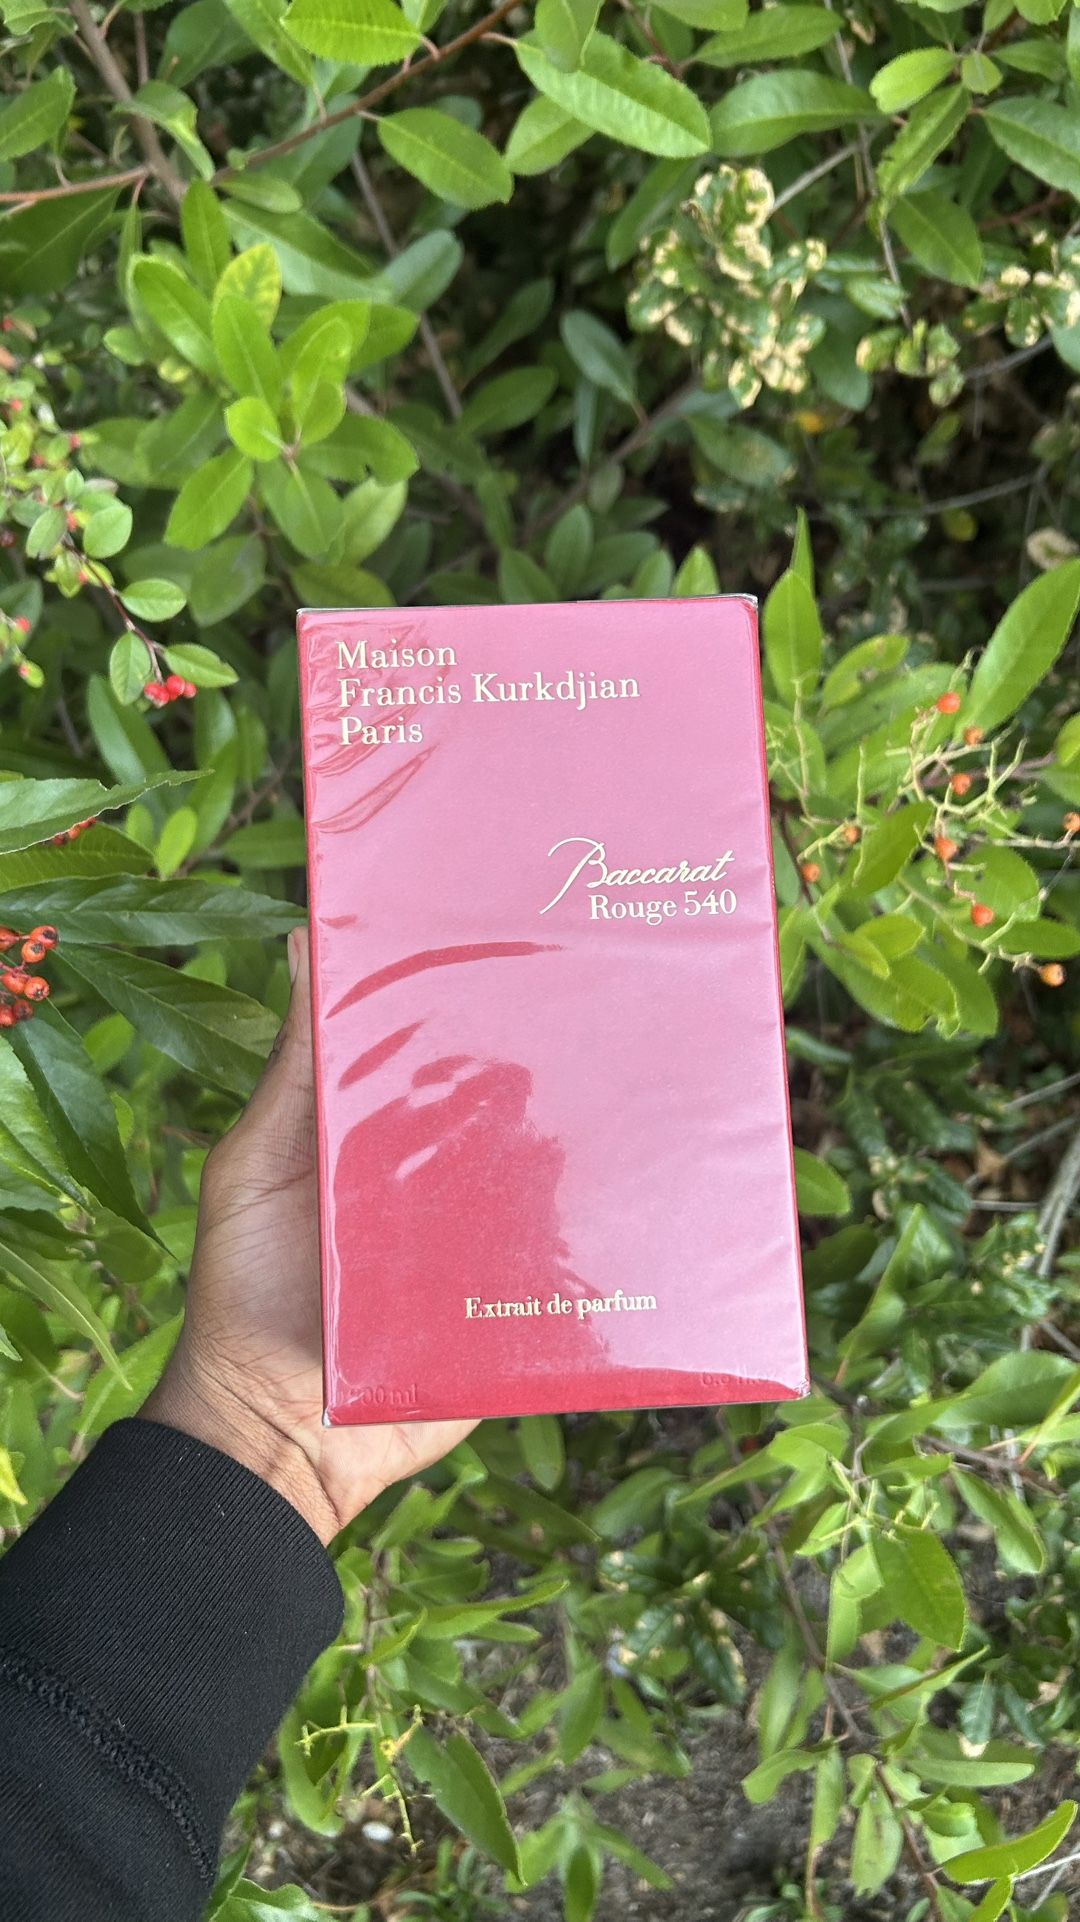 Maison
Francis Kurkdjian
Paris
Baccarat
Rouge 540
Extrait de parfum